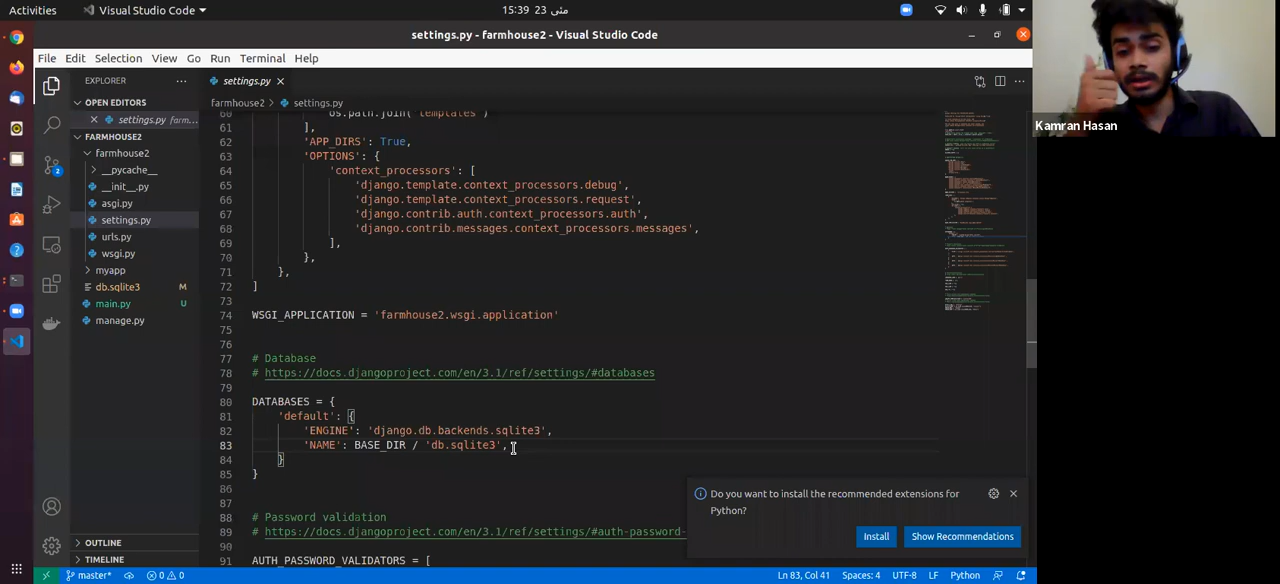 Activities
Visual Studio Code
15:39 23 مئی
settings.py - farmhouse2 - Visual Studio Code
File Edit Selection View Go Run Terminal Help
EXPLORER
OPEN EDITORS
settings.py farm...
FARMHOUSE2
farmhouse2
__pycache__
__init__.py
asgi.py
settings.py
urls.py
wsgi.py
myapp
db.sqlite3 M
main.py U
manage.py
OUTLINE
TIMELINE
2
settings.py
farmhouse2 > settings.py
60 os.path.join('templates')
61 ],
62 'APP_DIRS': True,
63 'OPTIONS': {
64 'context_processors': [
65 'django.template.context_processors.debug',
66 'django.template.context_processors.request',
67 'django.contrib.auth.context_processors.auth',
68 'django.contrib.messages.context_processors.messages',
69 ],
70 },
71 },
72 ]
73
74 WSGI_APPLICATION = 'farmhouse2.wsgi.application'
75
76
77 # Database
78 # https://docs.djangoproject.com/en/3.1/ref/settings/#databases
79
80 DATABASES = {
81 'default': {
82 'ENGINE': 'django.db.backends.sqlite3',
83 'NAME': BASE_DIR / 'db.sqlite3',
84 }
85 }
86
87
88 # Password validation
89 # https://docs.djangoproject.com/en/3.1/ref/settings/#auth-password-
90
91 AUTH_PASSWORD_VALIDATORS = [
Do you want to install the recommended extensions for
Python?
Install
Show Recommendations
master*
0 0
Ln 83, Col 41 Spaces: 4 UTF-8 LF Python
Kamran Hasan